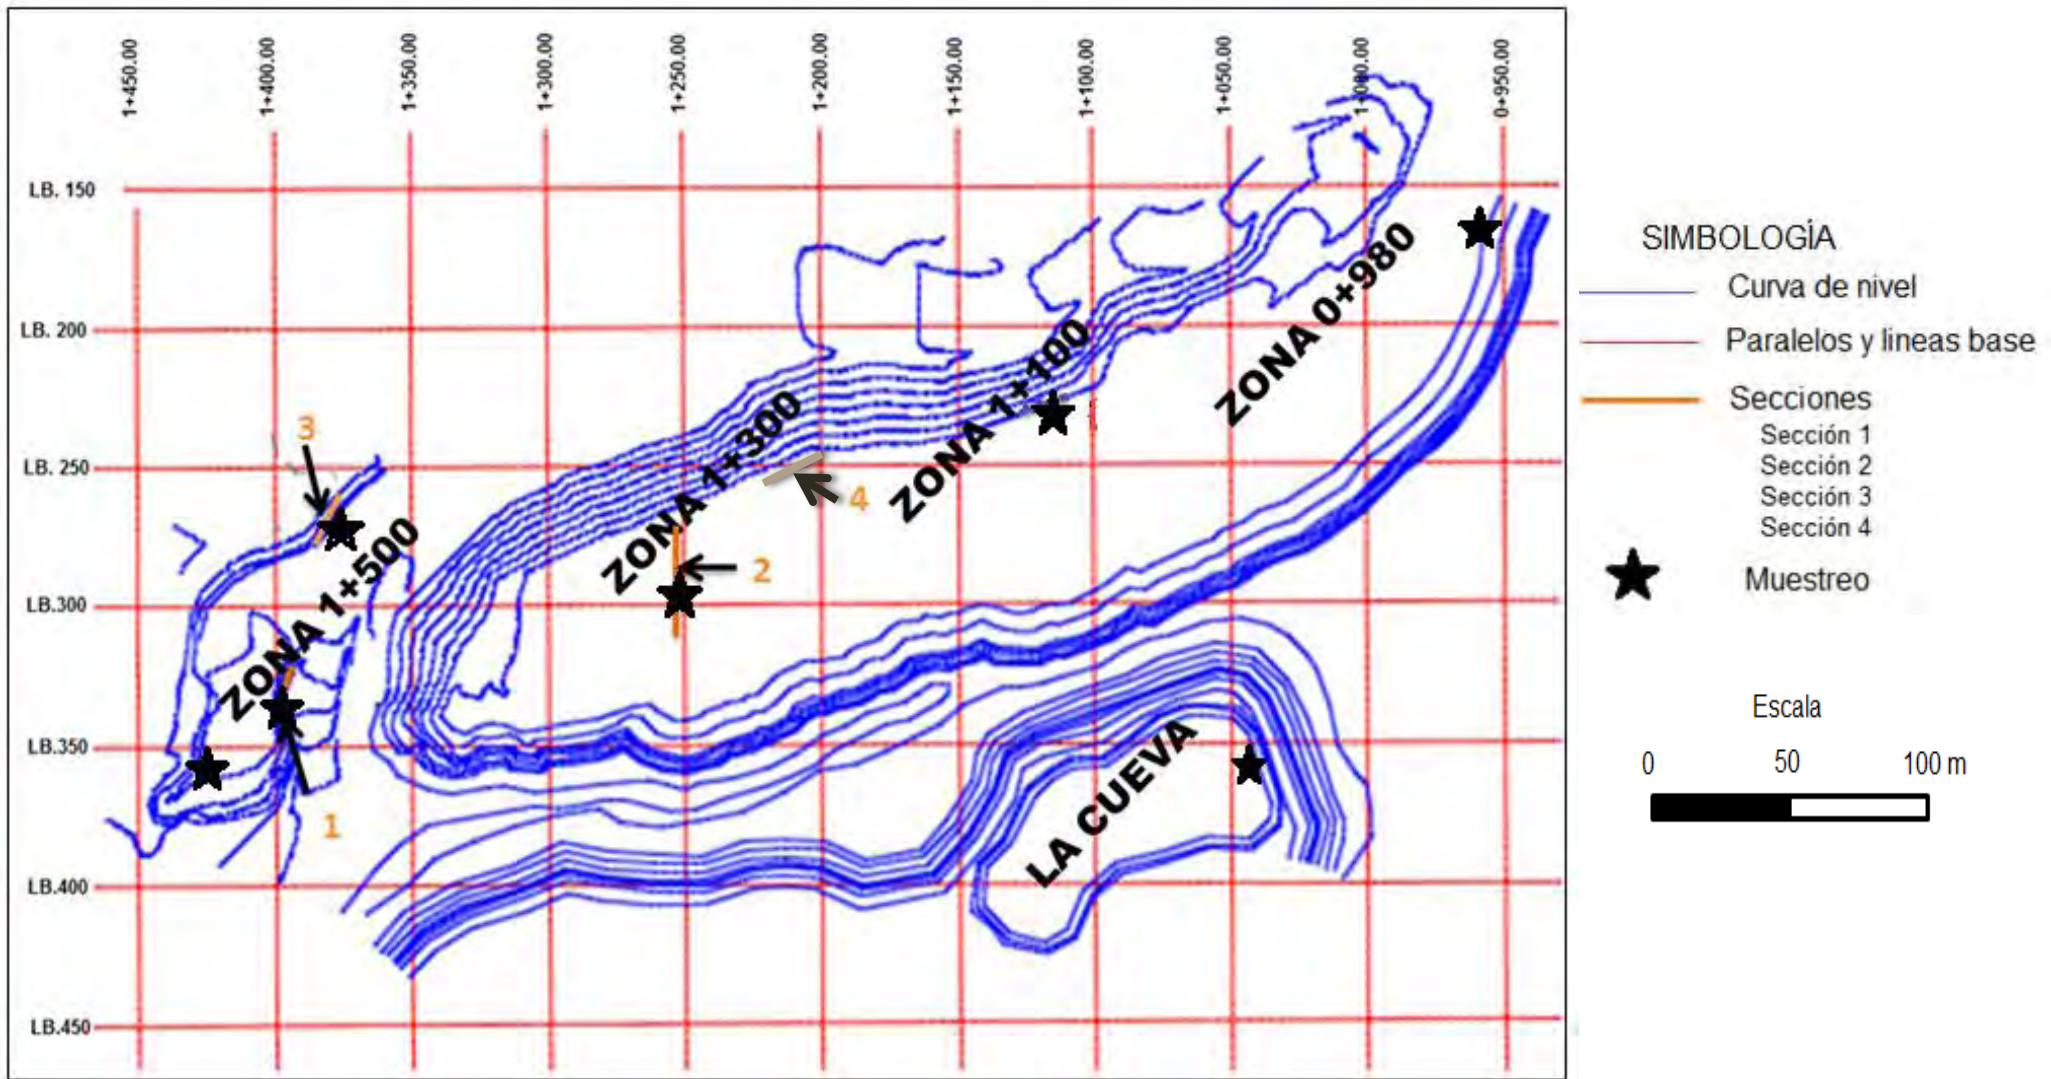 1+450.00
1+400.00
1+350.00
1+300.00
1+250.00
1+200.00
1+150.00
1+100.00
1+050.00
1+000.00
0+950.00
LB. 150
LB. 200
LB. 250
LB.300
LB.350
LB.400
LB.450
ZONA 0+980
ZONA 1+100
ZONA 1+300
ZONA 1+500
LA CUEVA
3
4
2
1
SIMBOLOGÍA
Curva de nivel
Paralelos y lineas base
Secciones
Sección 1
Sección 2
Sección 3
Sección 4
Muestreo
Escala
0 50 100 m